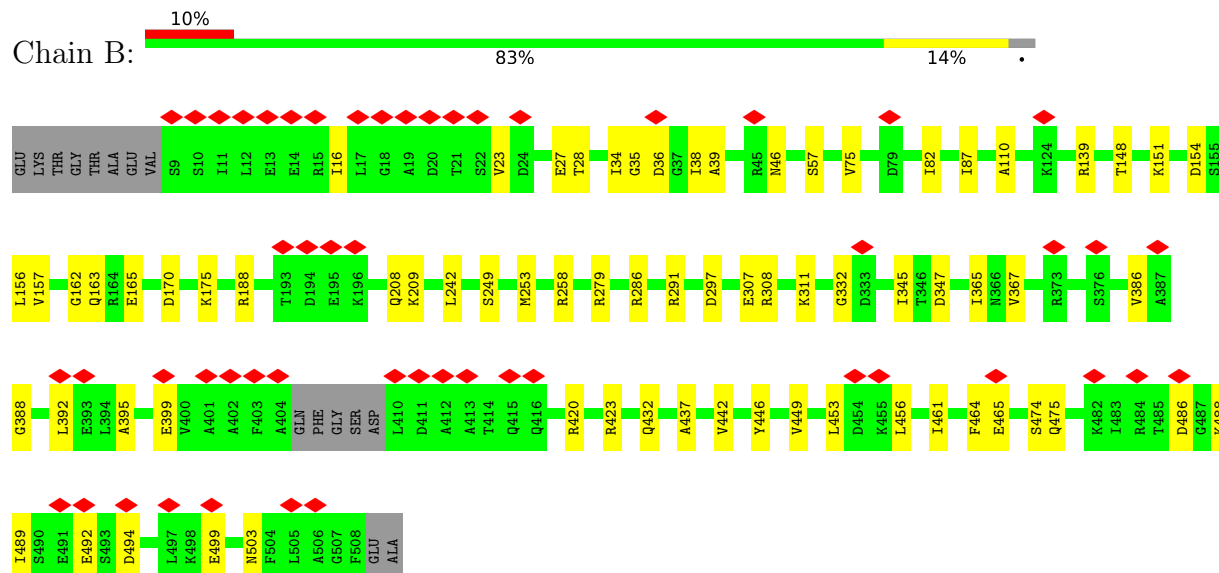 10%
Chain B:
83% 14% •
GLU LYS THR GLY THR ALA GLU VAL S9 S10 I11 L12 E13 E14 R15 I16 L17 G18 A19 D20 T21 S22 V23 D24 E27 T28 I34 G35 D36 G37 I38 A39 R45 N46 S57 V75 D79 I82 I87 A110 K124 R139 T148 K151 D154 S155
L156 V157 G162 Q163 R164 E165 D170 K175 R188 T193 D194 E195 K196 Q208 K209 L242 S249 M253 R258 R279 R286 R291 D297 E307 R308 K311 G332 D333 I345 T346 D347 I365 N366 V367 R373 S376 V386 A387
G388 L392 E393 L394 A395 E399 V400 A401 A402 F403 A404 GLN PHE GLY SER ASP L410 D411 A412 A413 T414 Q415 Q416 R420 R423 Q432 A437 V442 Y446 V449 L453 D454 K455 L456 I461 F464 E465 S474 Q475 K482 I483 R484 T485 D486 G487 K488
I489 S490 E491 E492 S493 D494 L497 K498 E499 N503 F504 L505 A506 G507 F508 GLU ALA